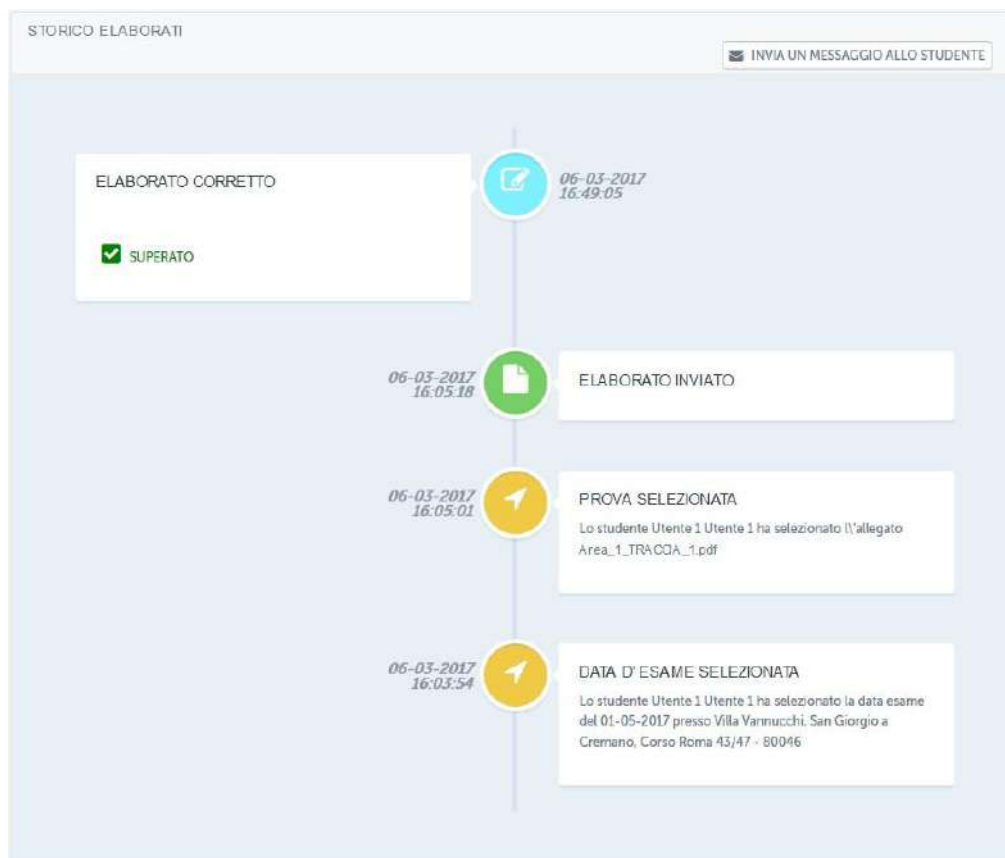 STORICO ELABORATI
INVIA UN MESSAGGIO ALLO STUDENTE
ELABORATO CORRETTO
SUPERATO
06-03-2017
16:49:05
06-03-2017
16:05:18
ELABORATO INVIATO
06-03-2017
16:05:01
PROVA SELEZIONATA
Lo studente Utente 1 Utente 1 ha selezionato l\'allegato
Area_1_TRACCIA_1.pdf
06-03-2017
16:03:54
DATA D' ESAME SELEZIONATA
Lo studente Utente 1 Utente 1 ha selezionato la data esame
del 01-05-2017 presso Villa Vannucchi, San Giorgio a
Cremano, Corso Roma 43/47 - 80046